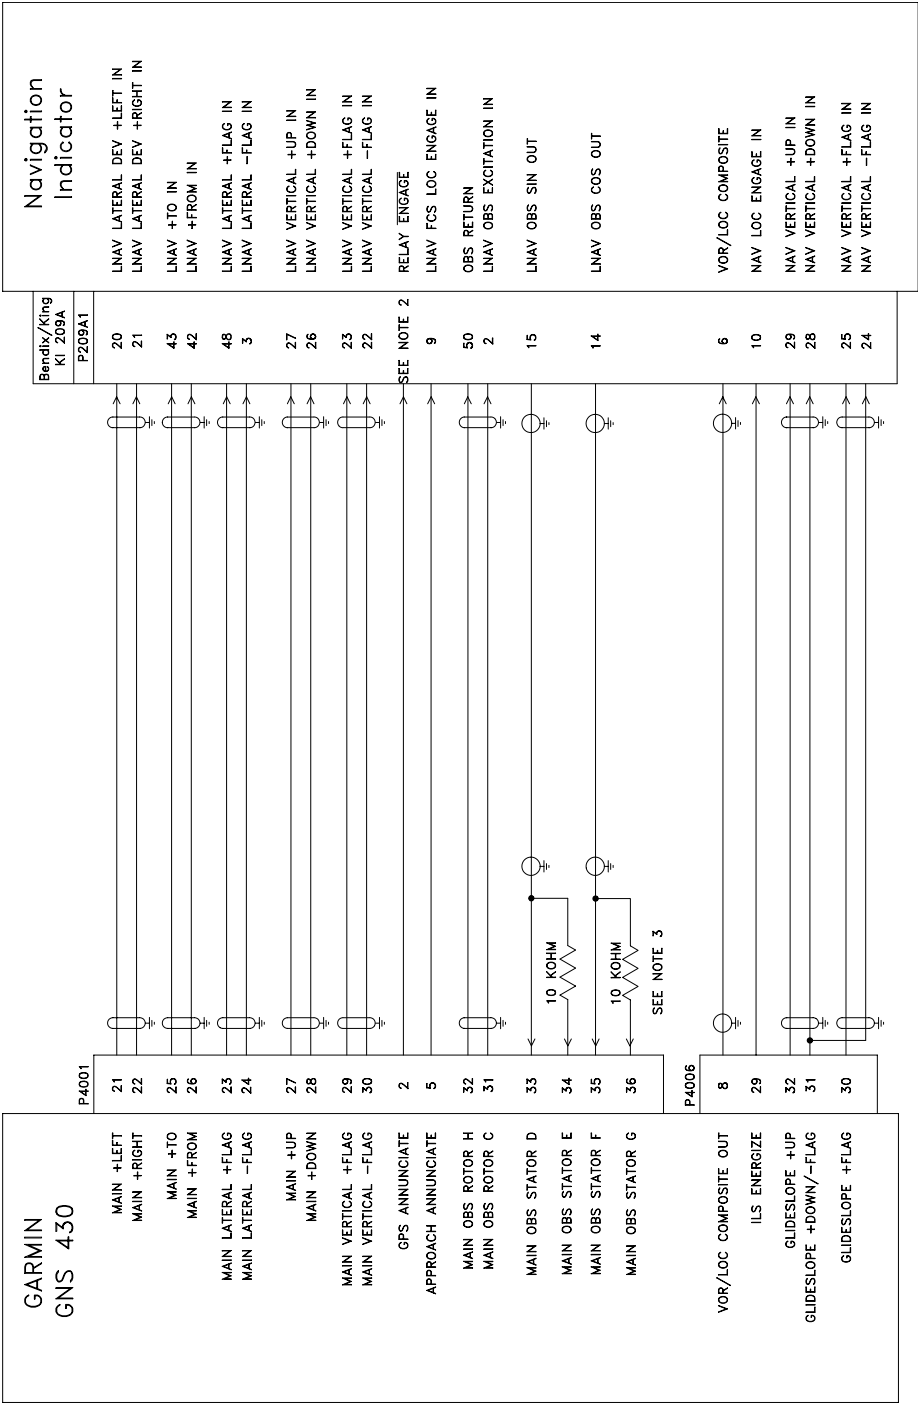 GARMIN
GNS 430
P4001
MAIN +LEFT 21
MAIN +RIGHT 22
MAIN +TO 25
MAIN +FROM 26
MAIN LATERAL +FLAG 23
MAIN LATERAL -FLAG 24
MAIN +UP 27
MAIN +DOWN 28
MAIN VERTICAL +FLAG 29
MAIN VERTICAL -FLAG 30
GPS ANNUNCIATE 2
APPROACH ANNUNCIATE 5
MAIN OBS ROTOR H 32
MAIN OBS ROTOR C 31
MAIN OBS STATOR D 33
MAIN OBS STATOR E 34
MAIN OBS STATOR F 35
MAIN OBS STATOR G 36
10 KOHM
10 KOHM
SEE NOTE 3
P4006
VOR/LOC COMPOSITE OUT 8
ILS ENERGIZE 29
GLIDESLOPE +UP 32
GLIDESLOPE +DOWN/-FLAG 31
GLIDESLOPE +FLAG 30
Navigation
Indicator
Bendix/King
KI 209A
P209A1
20 LNAV LATERAL DEV +LEFT IN
21 LNAV LATERAL DEV +RIGHT IN
43 LNAV +TO IN
42 LNAV +FROM IN
48 LNAV LATERAL +FLAG IN
3 LNAV LATERAL -FLAG IN
27 LNAV VERTICAL +UP IN
26 LNAV VERTICAL +DOWN IN
23 LNAV VERTICAL +FLAG IN
22 LNAV VERTICAL -FLAG IN
SEE NOTE 2 RELAY ENGAGE
9 LNAV FCS LOC ENGAGE IN
50 OBS RETURN
2 LNAV OBS EXCITATION IN
15 LNAV OBS SIN OUT
14 LNAV OBS COS OUT
6 VOR/LOC COMPOSITE
10 NAV LOC ENGAGE IN
29 NAV VERTICAL +UP IN
28 NAV VERTICAL +DOWN IN
25 NAV VERTICAL +FLAG IN
24 NAV VERTICAL -FLAG IN